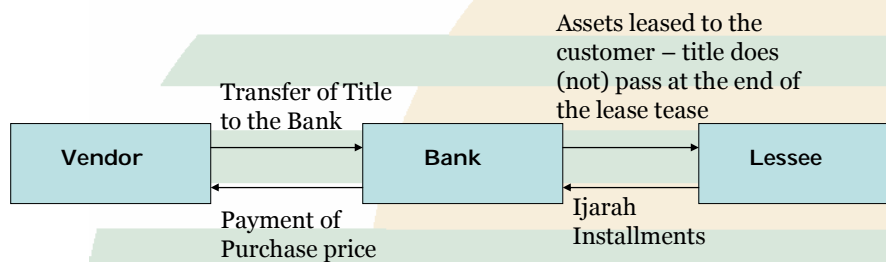 Assets leased to the
customer – title does
(not) pass at the end of
the lease tease
Transfer of Title
to the Bank
Vendor
Bank
Lessee
Payment of
Purchase price
Ijarah
Installments